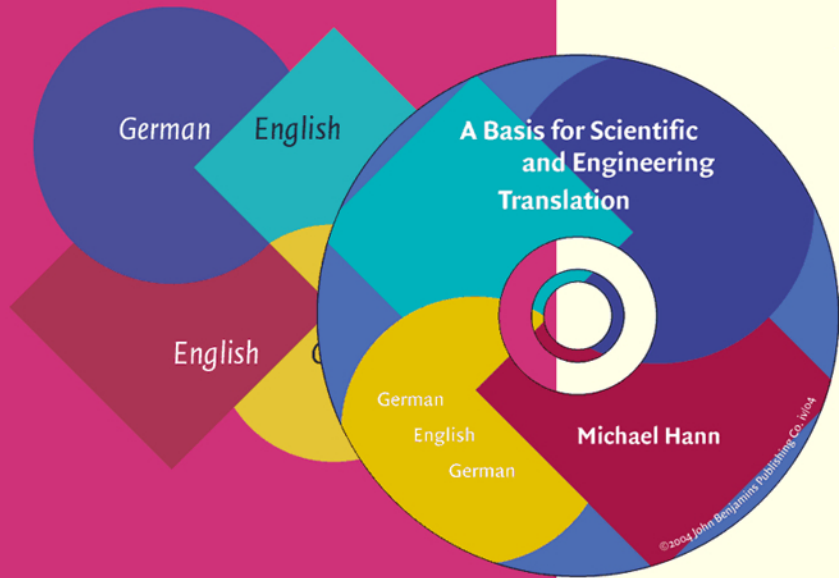 German
English
English
A Basis for Scientific
and Engineering
Translation
German
English
German
Michael Hann
©2004 John Benjamins Publishing Co. iv/04